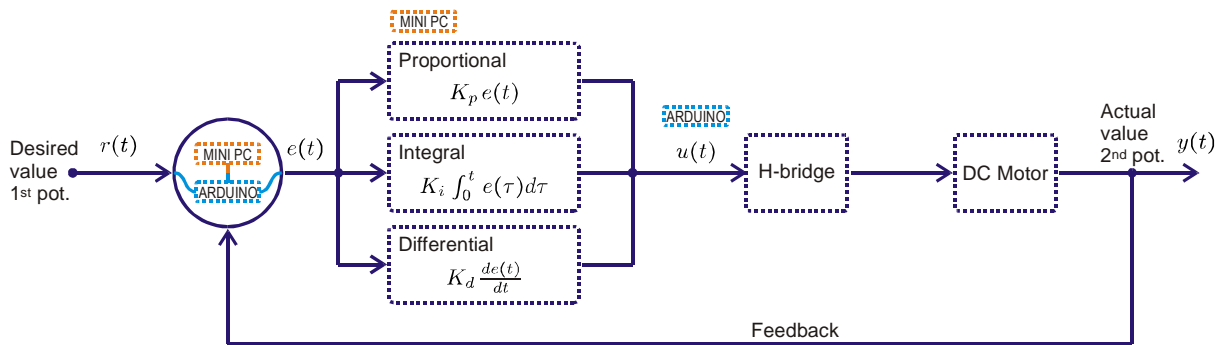 MINI PC
Proportional
K_p e(t)
Desired
value
1st pot.
r(t)
MINI PC
ARDUINO
e(t)
Integral
K_i ∫_0^t e(τ)dτ
Differential
K_d de(t)/dt
ARDUINO
u(t)
H-bridge
DC Motor
Actual
value
2nd pot.
y(t)
Feedback